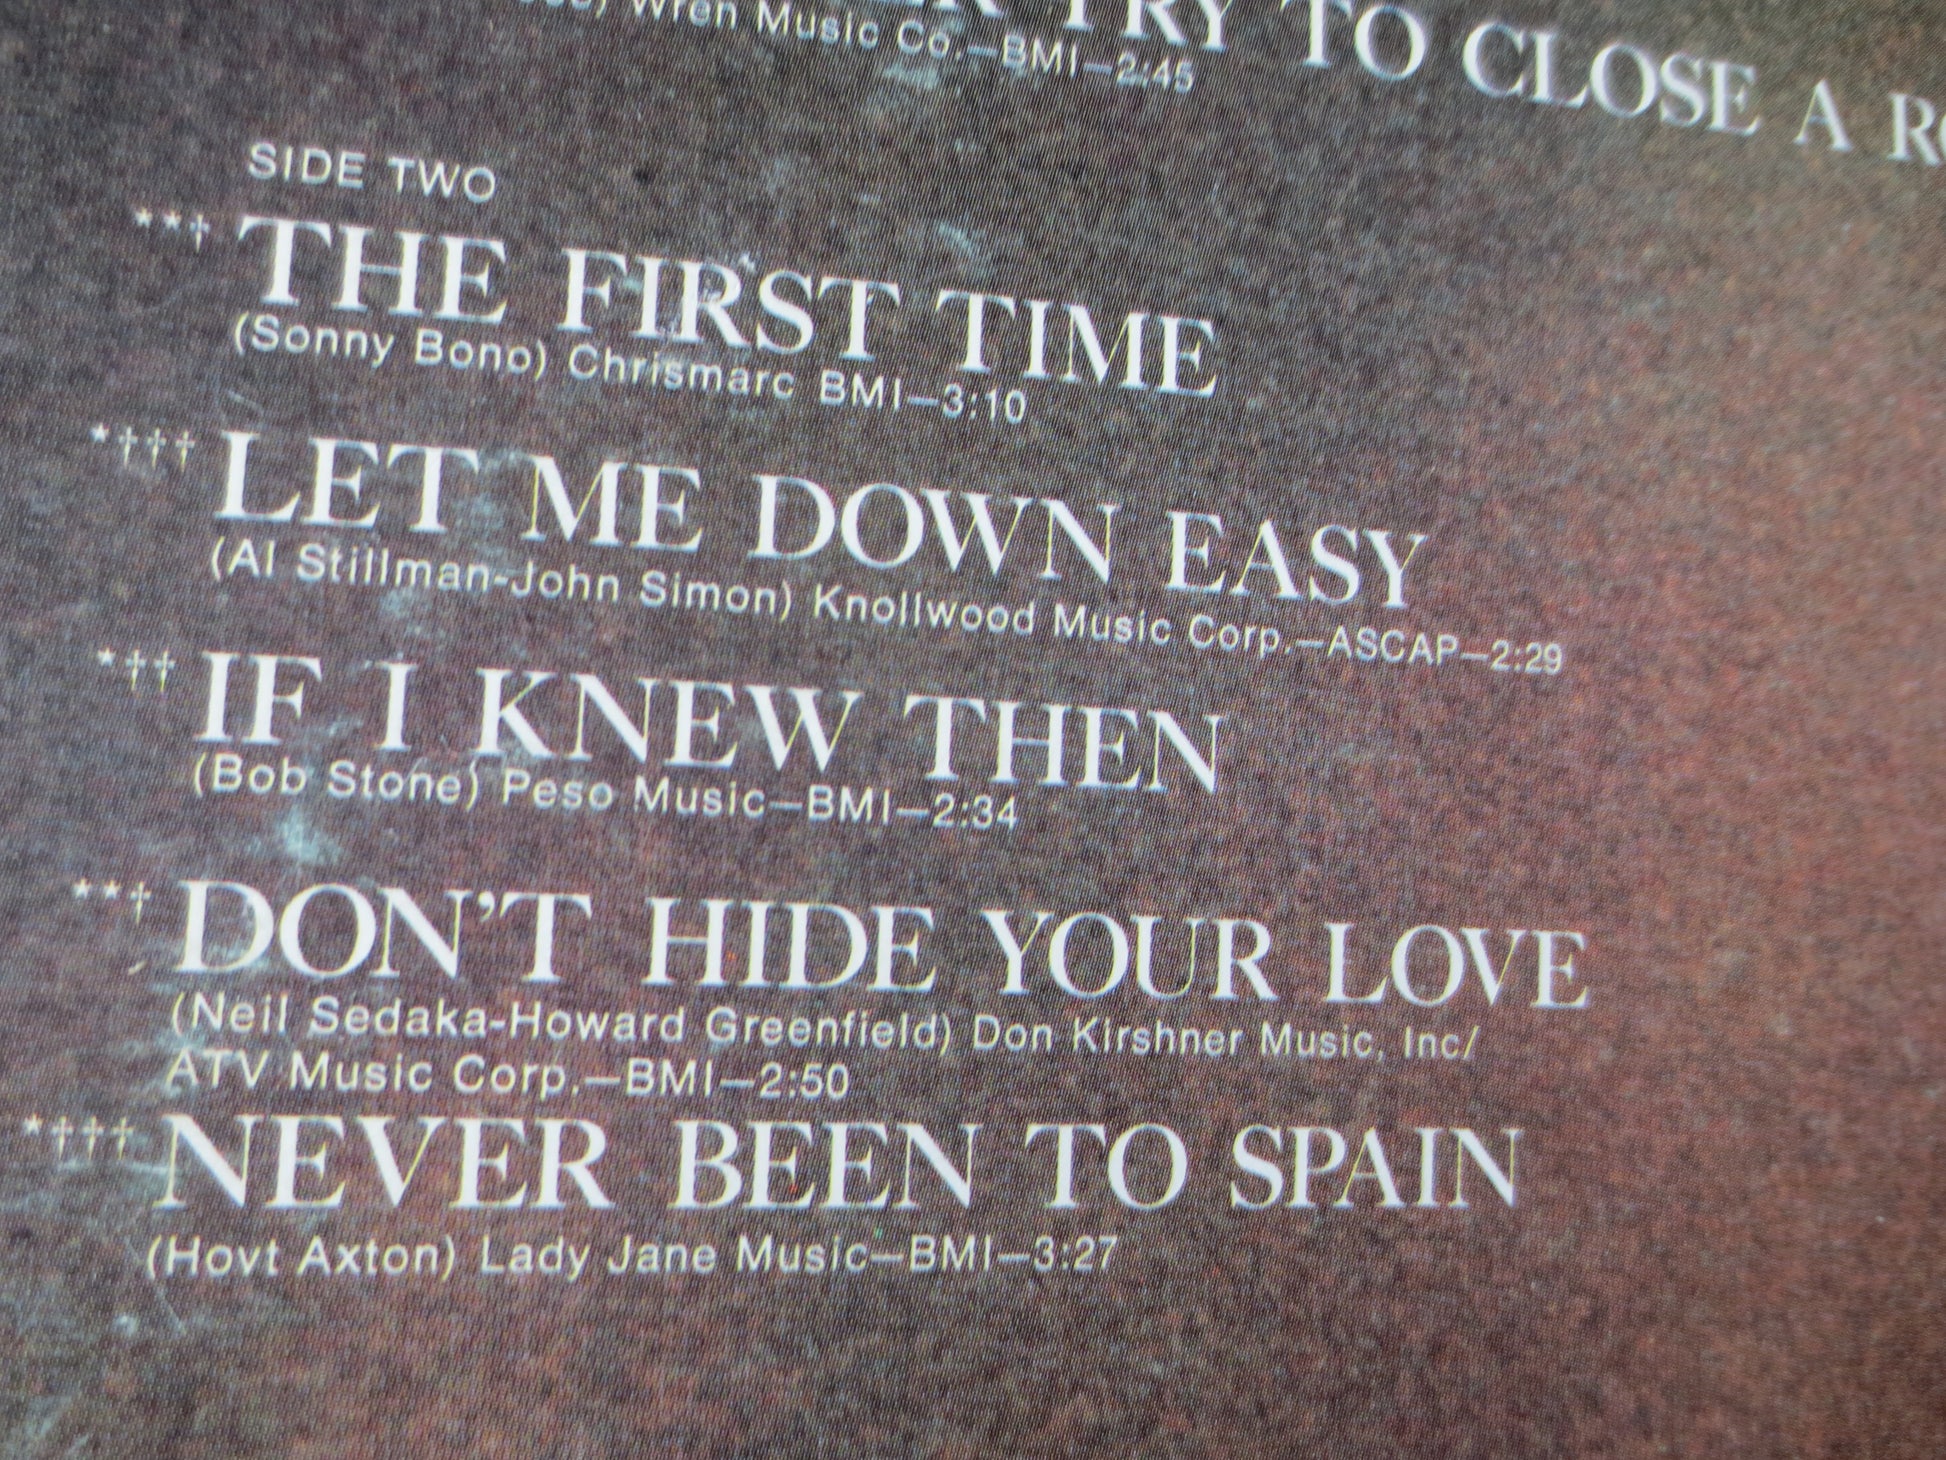 TRY TO CLOSE A
Wren Music Co.—BMI—2:45
SIDE TWO
**† THE FIRST TIME
(Sonny Bono) Chrismarc BMI—3:10
*††† LET ME DOWN EASY
(Al Stillman-John Simon) Knollwood Music Corp.—ASCAP—2:29
*†† IF I KNEW THEN
(Bob Stone) Peso Music—BMI—2:34
**† DON'T HIDE YOUR LOVE
(Neil Sedaka-Howard Greenfield) Don Kirshner Music, Inc/
ATV Music Corp.—BMI—2:50
*††† NEVER BEEN TO SPAIN
(Hovt Axton) Lady Jane Music—BMI—3:27